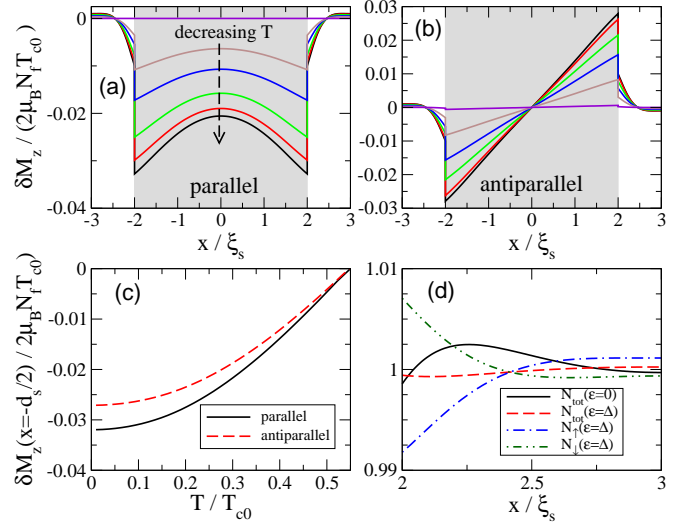 δM_z / (2μ_B N_f T_c0)
0
-0.02
-0.04
(a)
decreasing T
parallel
-3 -2 -1 0 1 2 3
x / ξ_s
0.03
0.02
0.01
0
-0.01
-0.02
-0.03
(b)
antiparallel
-3 -2 -1 0 1 2 3
x / ξ_s
δM_z(x=-d_s/2) / 2μ_B N_f T_c0
0
-0.01
-0.02
-0.03
-0.04
(c)
parallel
antiparallel
0 0.1 0.2 0.3 0.4 0.5
T / T_c0
1.01
1
0.99
(d)
N_tot(ε=0)
N_tot(ε=Δ)
N_↑(ε=Δ)
N_↓(ε=Δ)
2 2.5 3
x / ξ_s